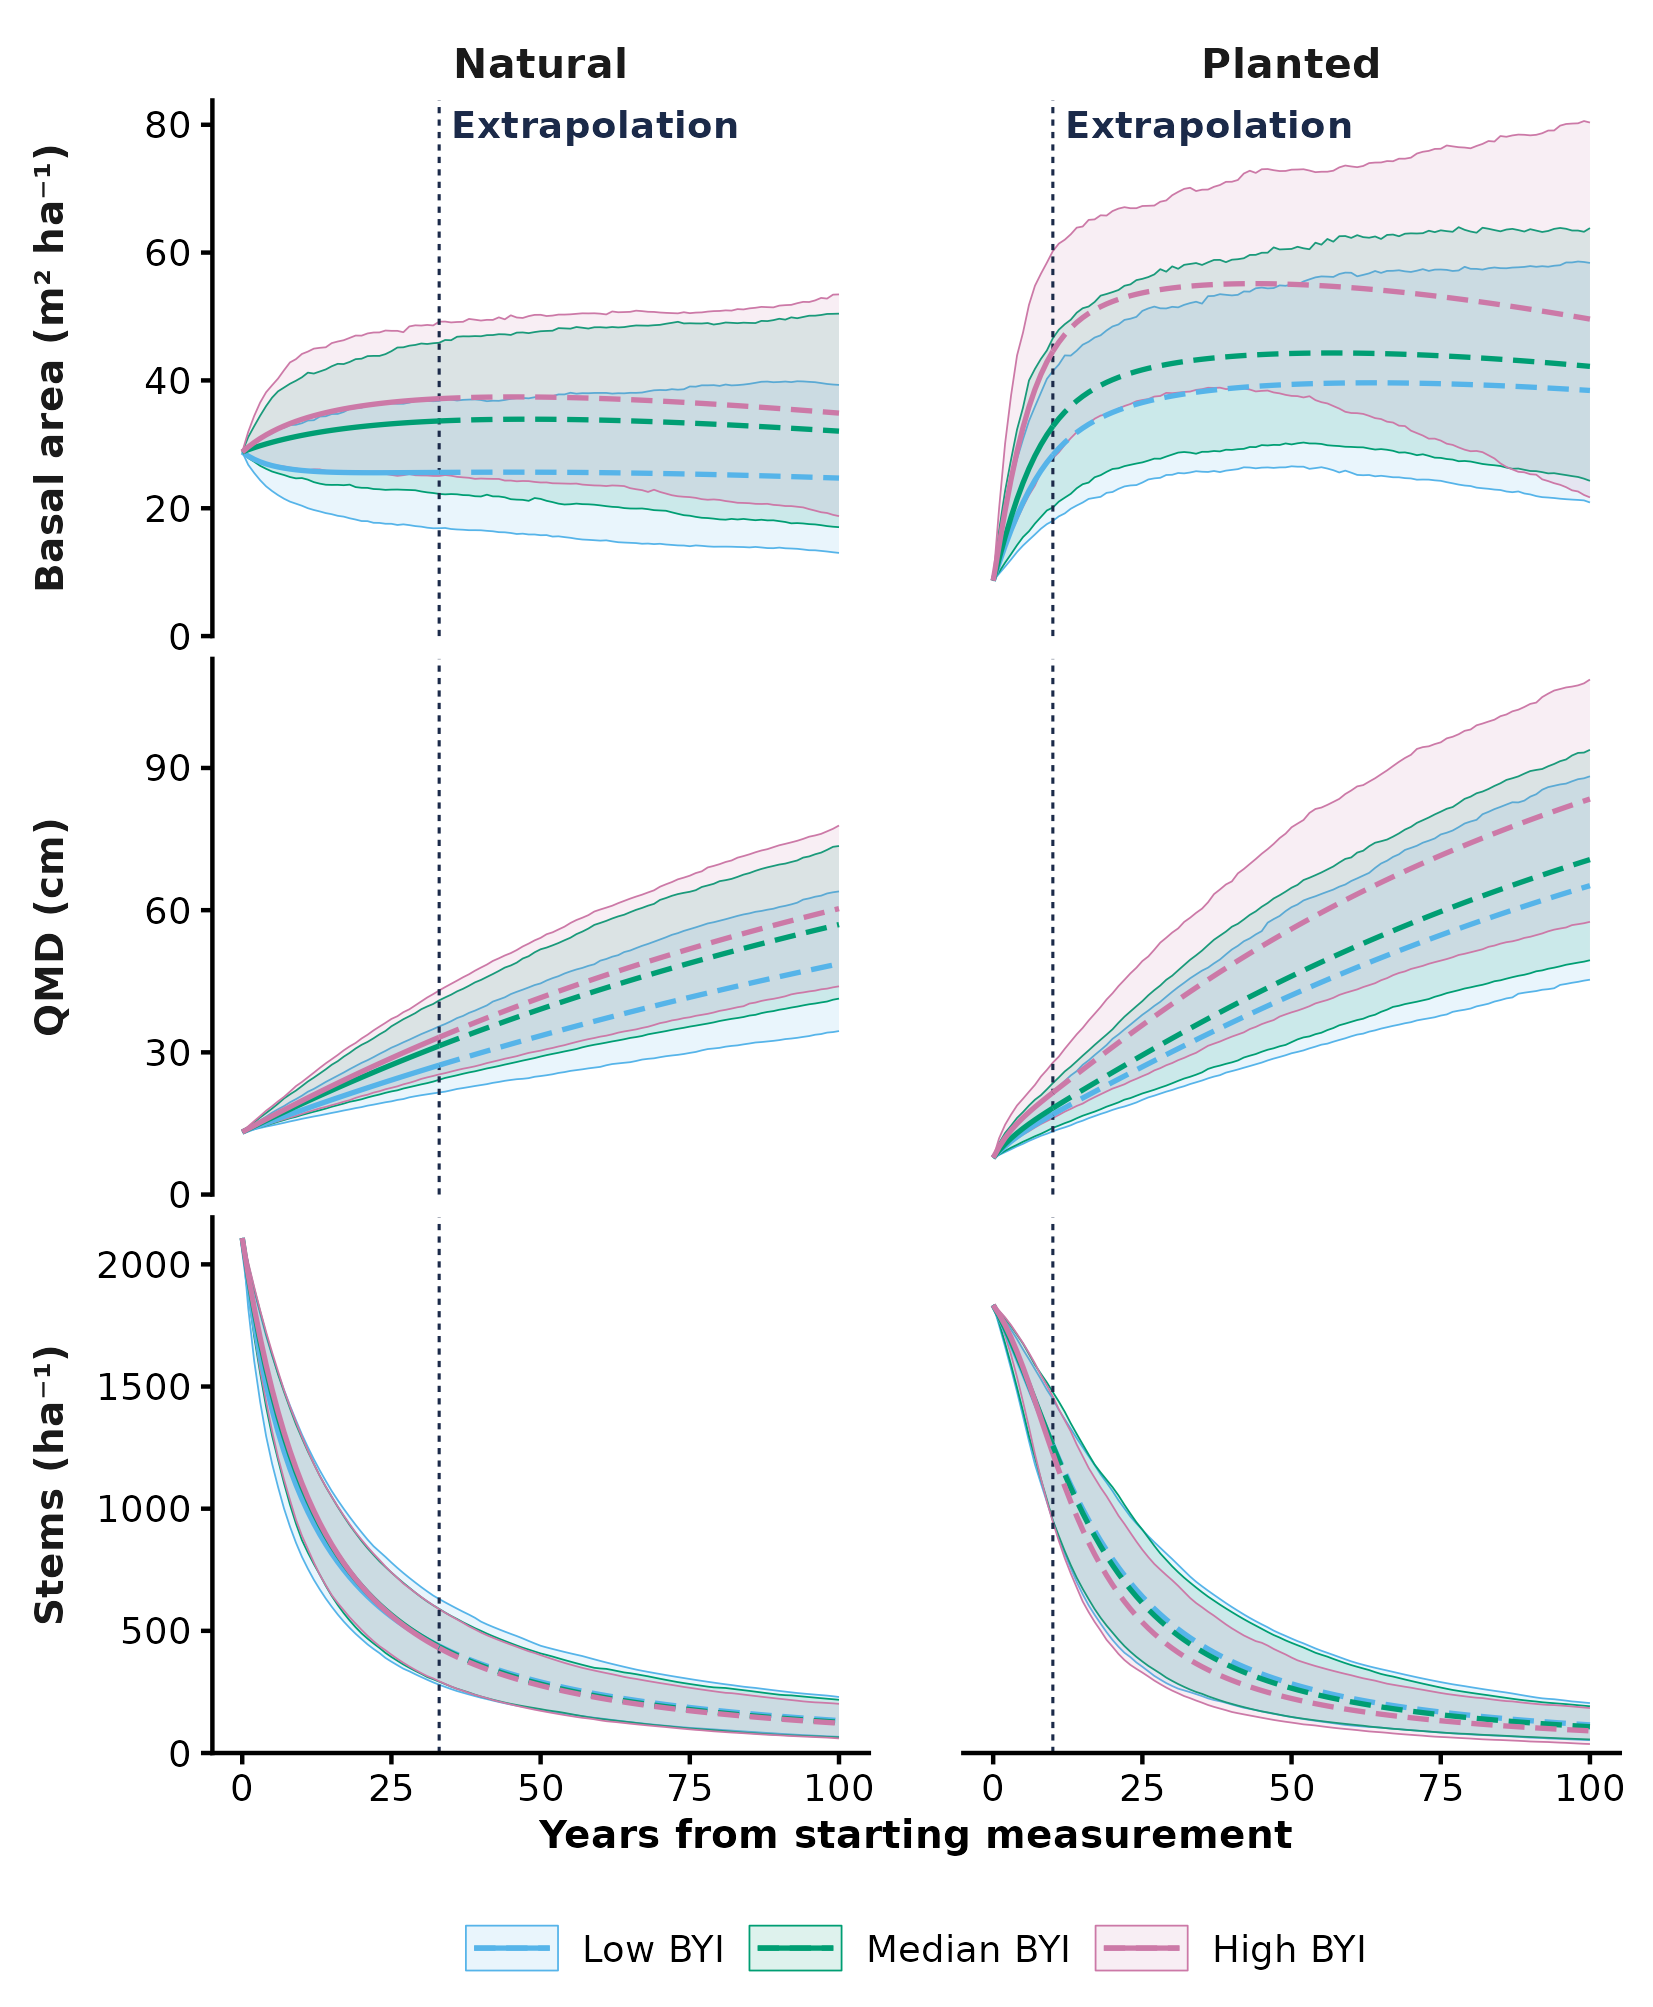 Natural Planted
Extrapolation Extrapolation
Basal area (m² ha⁻¹)
80
60
40
20
0
QMD (cm)
90
60
30
0
Stems (ha⁻¹)
2000
1500
1000
500
0
0 25 50 75 100 0 25 50 75 100
Years from starting measurement
Low BYI Median BYI High BYI